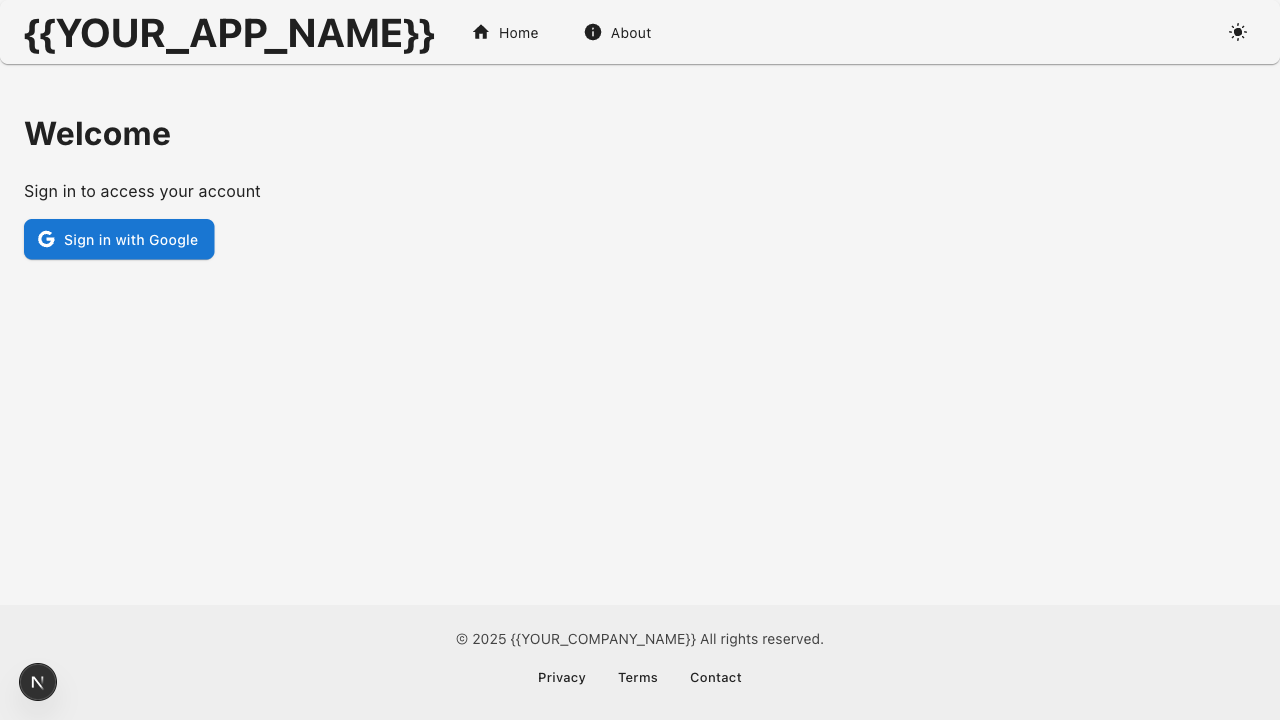 {{YOUR_APP_NAME}} Home About
Welcome
Sign in to access your account
Sign in with Google
© 2025 {{YOUR_COMPANY_NAME}} All rights reserved.
Privacy Terms Contact
N